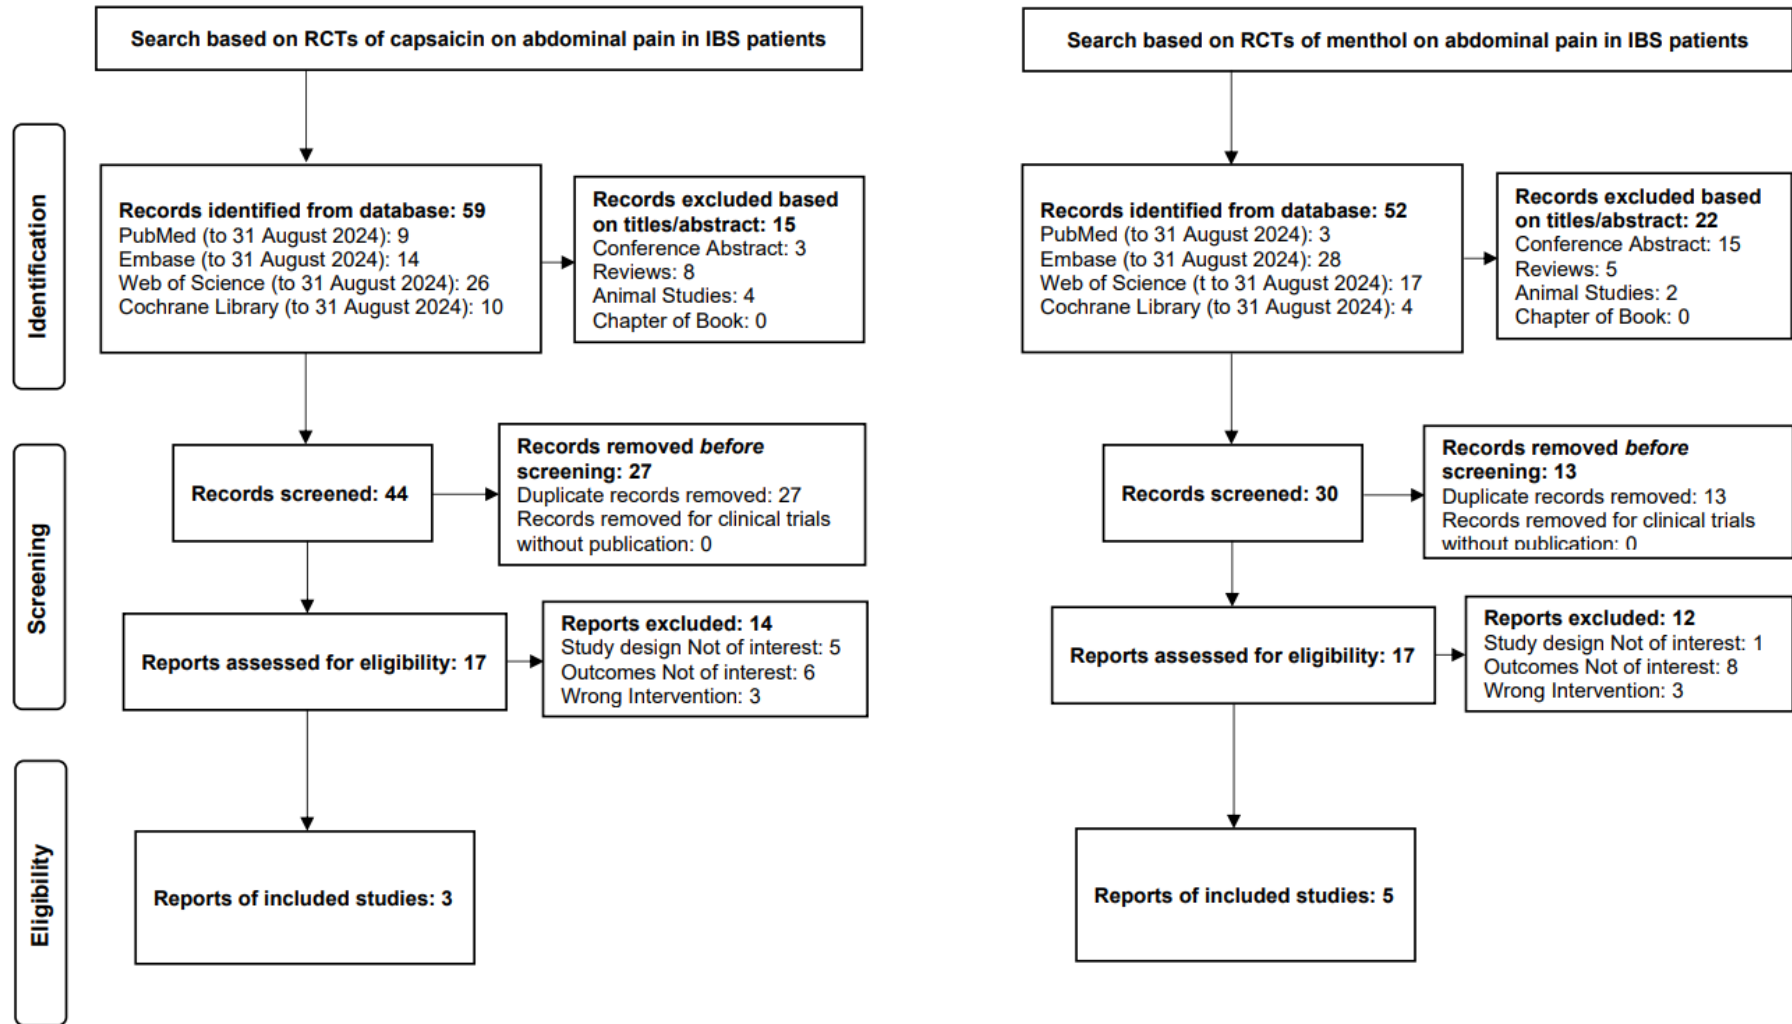 Search based on RCTs of capsaicin on abdominal pain in IBS patients
Identification
Records identified from database: 59
PubMed (to 31 August 2024): 9
Embase (to 31 August 2024): 14
Web of Science (to 31 August 2024): 26
Cochrane Library (to 31 August 2024): 10
Records excluded based
on titles/abstract: 15
Conference Abstract: 3
Reviews: 8
Animal Studies: 4
Chapter of Book: 0
Screening
Records screened: 44
Records removed before
screening: 27
Duplicate records removed: 27
Records removed for clinical trials
without publication: 0
Reports assessed for eligibility: 17
Reports excluded: 14
Study design Not of interest: 5
Outcomes Not of interest: 6
Wrong Intervention: 3
Eligibility
Reports of included studies: 3
Search based on RCTs of menthol on abdominal pain in IBS patients
Records identified from database: 52
PubMed (to 31 August 2024): 3
Embase (to 31 August 2024): 28
Web of Science (t to 31 August 2024): 17
Cochrane Library (to 31 August 2024): 4
Records excluded based
on titles/abstract: 22
Conference Abstract: 15
Reviews: 5
Animal Studies: 2
Chapter of Book: 0
Records screened: 30
Records removed before
screening: 13
Duplicate records removed: 13
Records removed for clinical trials
without publication: 0
Reports assessed for eligibility: 17
Reports excluded: 12
Study design Not of interest: 1
Outcomes Not of interest: 8
Wrong Intervention: 3
Reports of included studies: 5